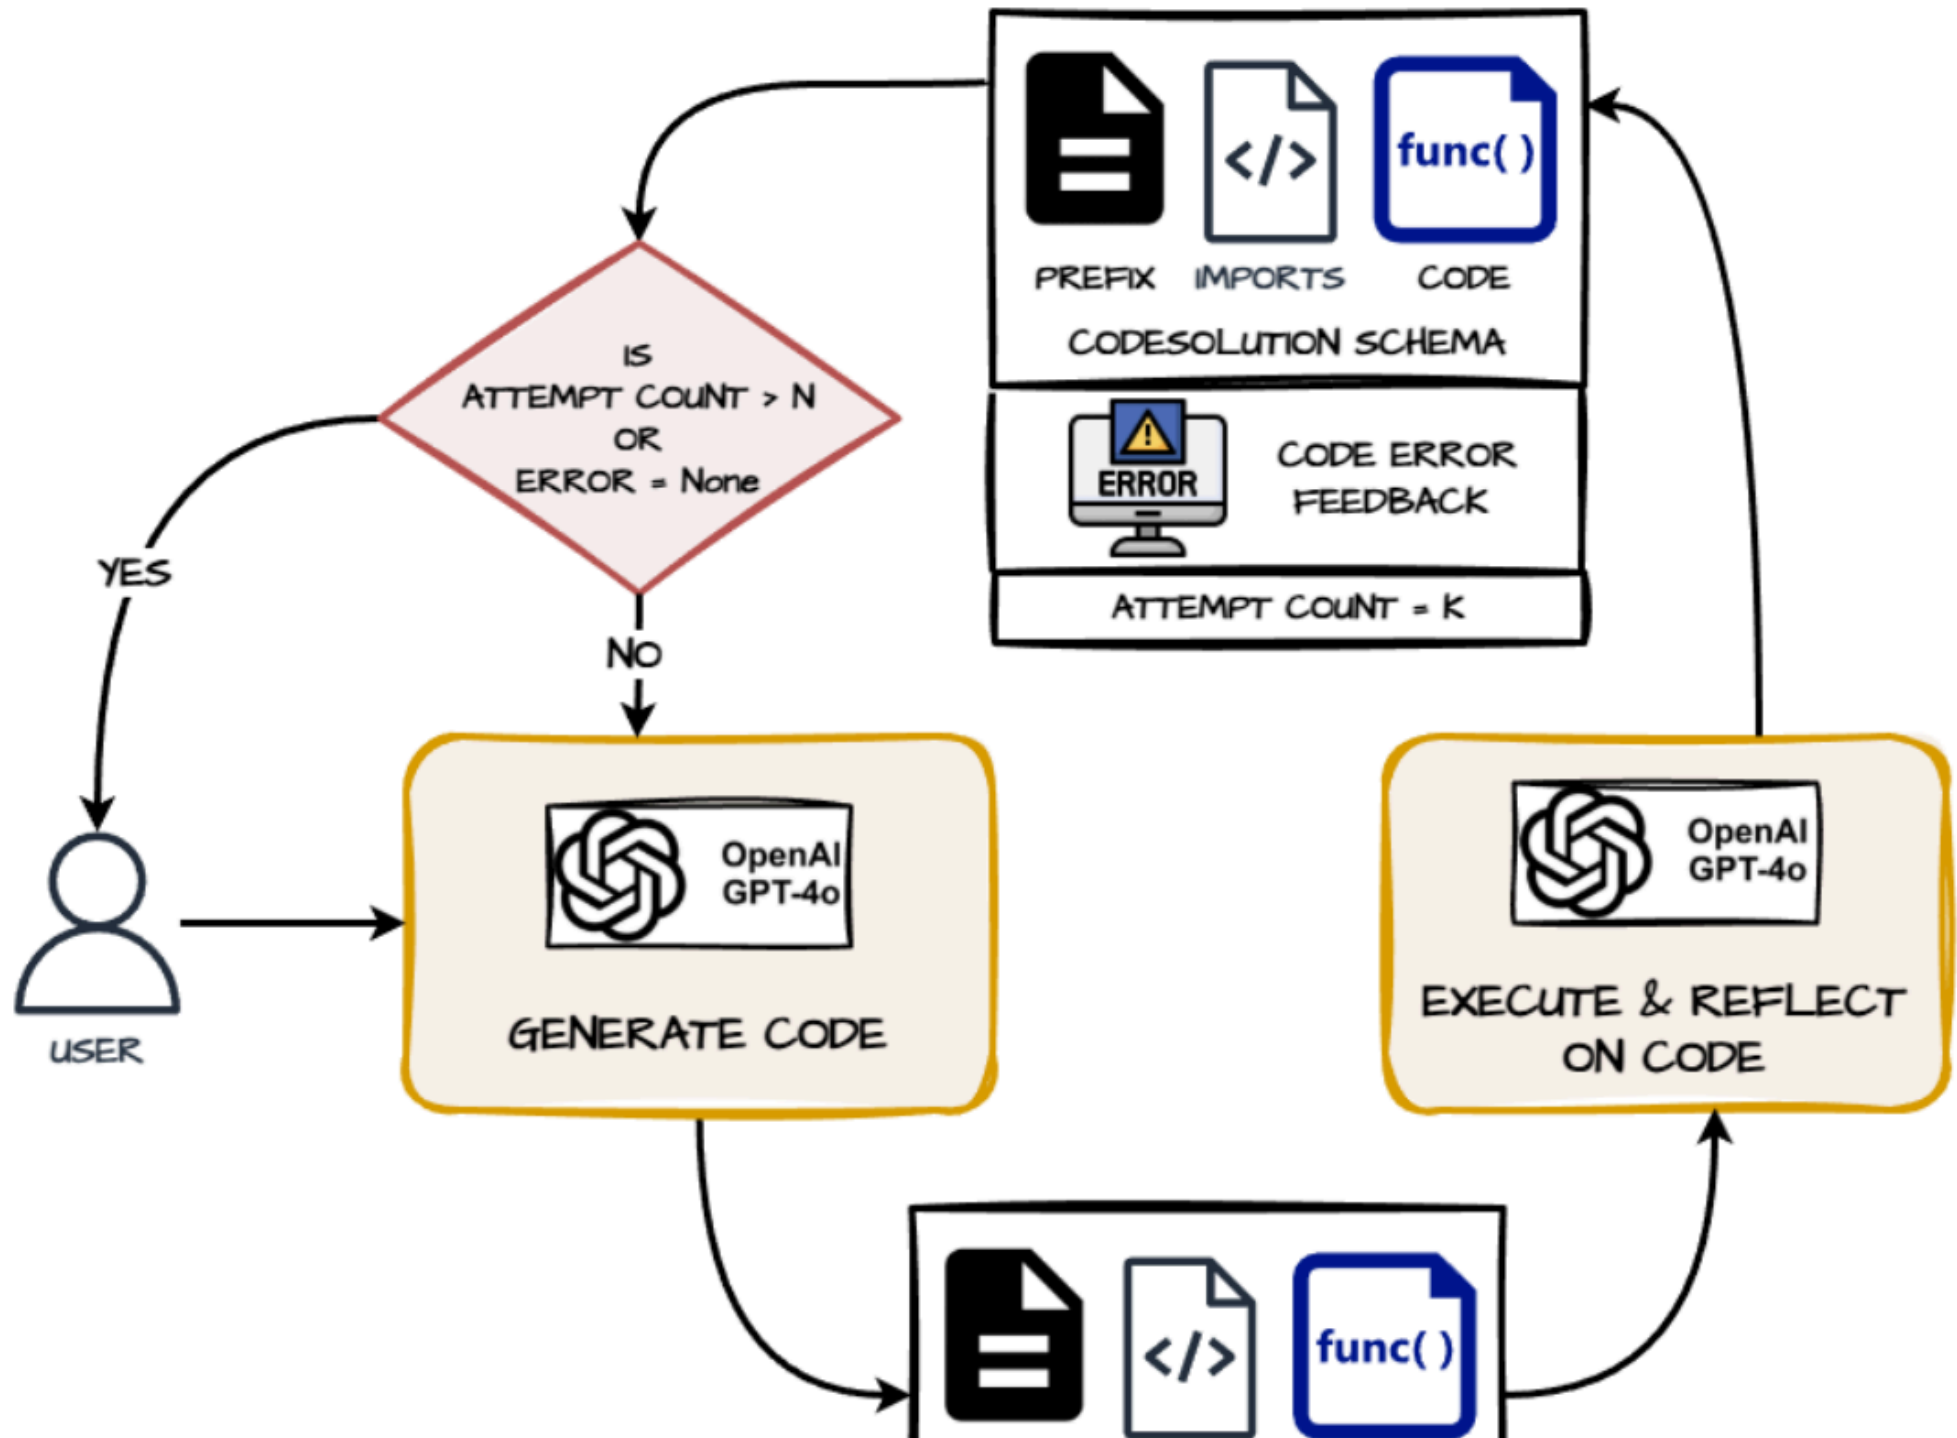 PREFIX
IMPORTS
CODE
</>
func( )
CODESOLUTION SCHEMA
IS
ATTEMPT COUNT > N
OR
ERROR = None
ERROR
CODE ERROR
FEEDBACK
ATTEMPT COUNT = K
YES
NO
OpenAI
GPT-4o
GENERATE CODE
OpenAI
GPT-4o
EXECUTE & REFLECT
ON CODE
USER
</>
func( )